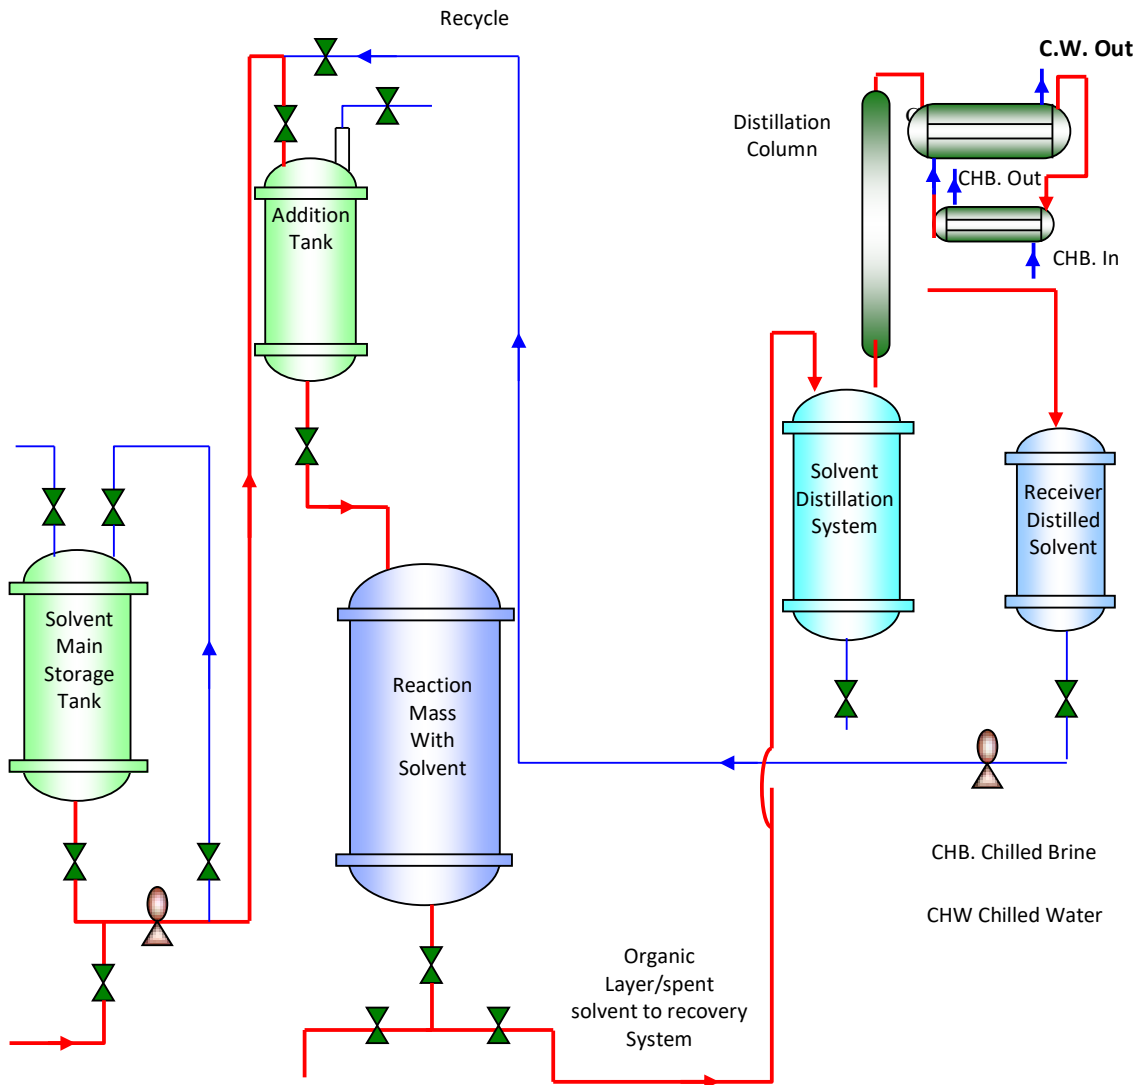 Recycle
C.W. Out
Distillation
Column
CHB. Out
CHB. In
Addition
Tank
Solvent
Distillation
System
Receiver
Distilled
Solvent
Solvent
Main
Storage
Tank
Reaction
Mass
With
Solvent
CHB. Chilled Brine
CHW Chilled Water
Organic
Layer/spent
solvent to recovery
System